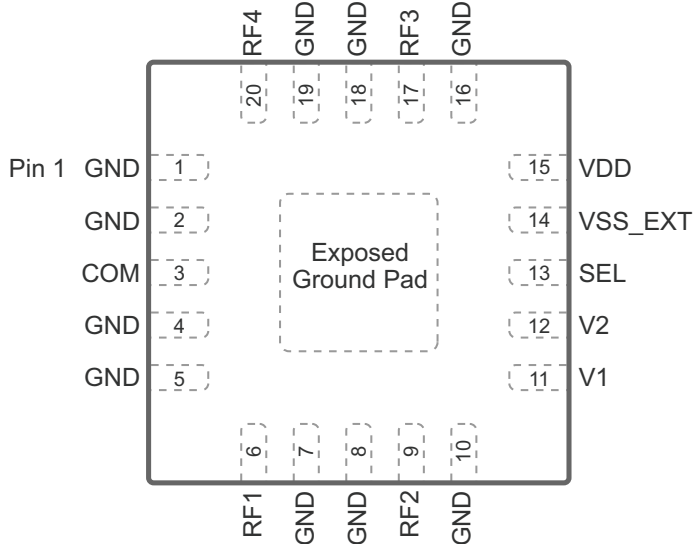 RF4
GND
GND
RF3
GND
20
19
18
17
16
Pin 1 GND 1
15 VDD
GND 2
14 VSS_EXT
COM 3
13 SEL
GND 4
12 V2
GND 5
11 V1
Exposed
Ground Pad
6
7
8
9
10
RF1
GND
GND
RF2
GND